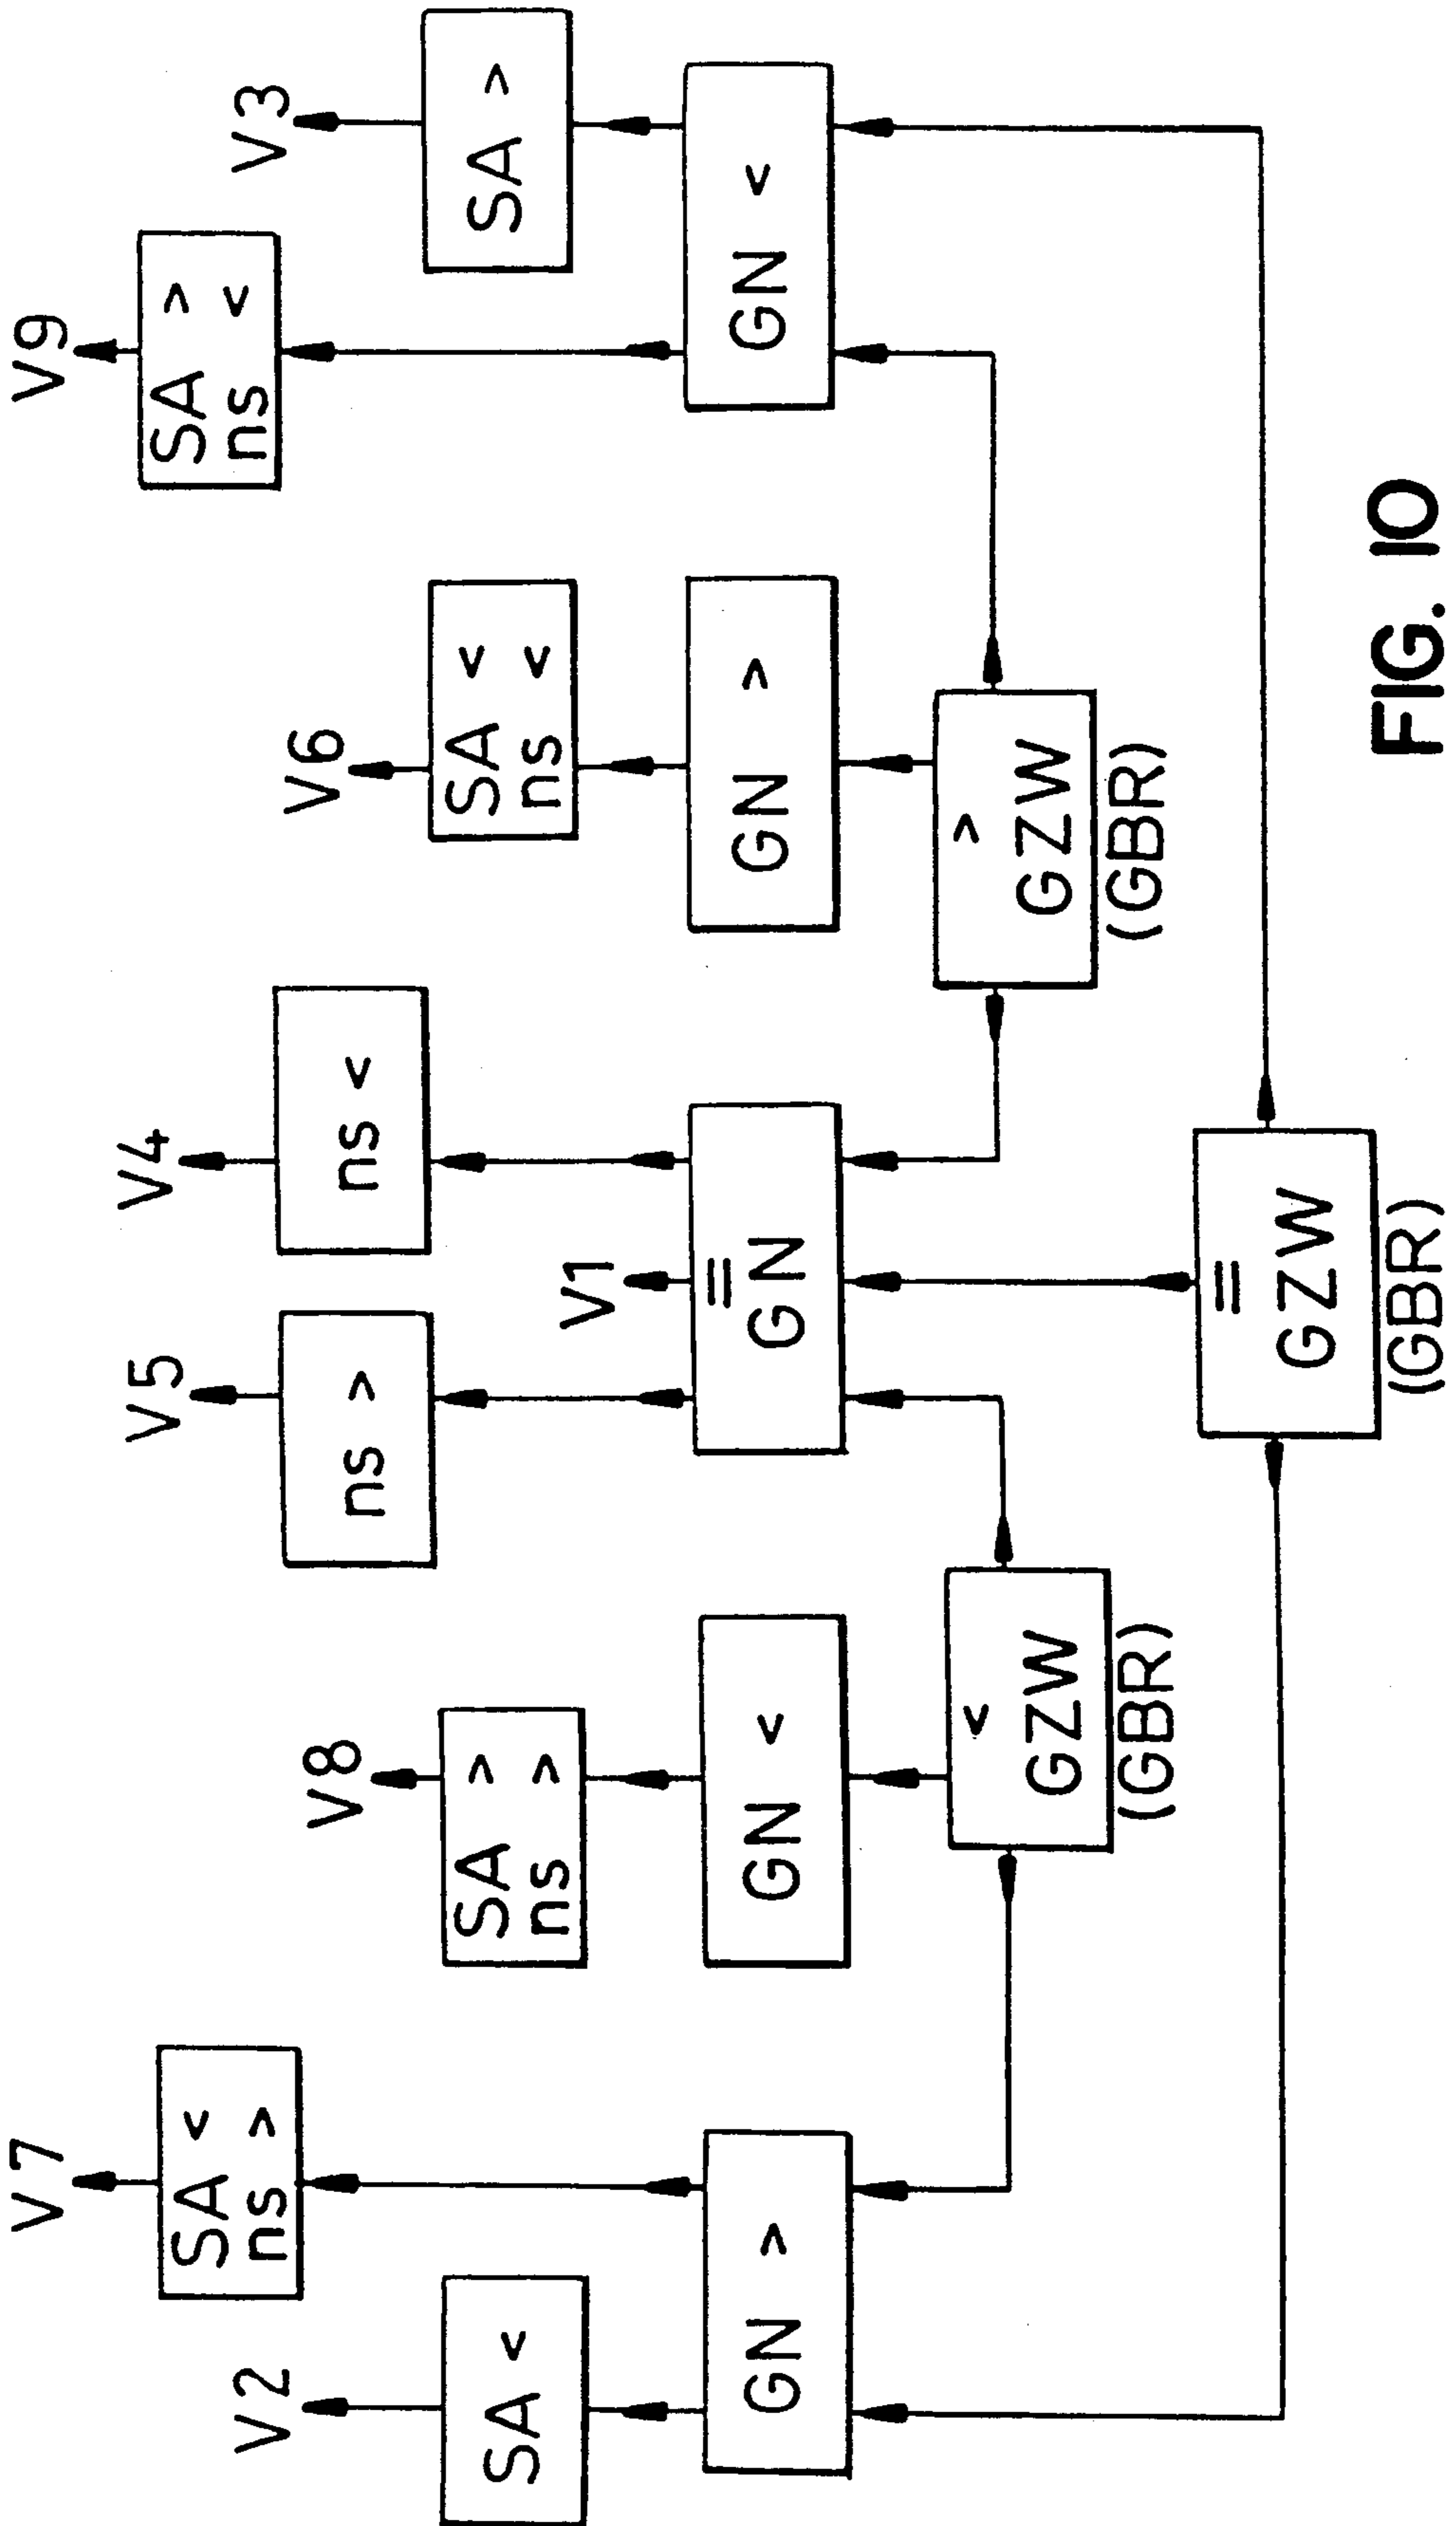 V7
V9
SA <
ns >
SA >
ns <
V5
V4
V2
V3
ns >
ns <
V8
V6
SA <
SA >
ns >
SA <
ns <
SA >
V1
GN >
GN <
=
GN
GN >
GN <
<
GZW
(GBR)
>
GZW
(GBR)
=
GZW
(GBR)
FIG. 10